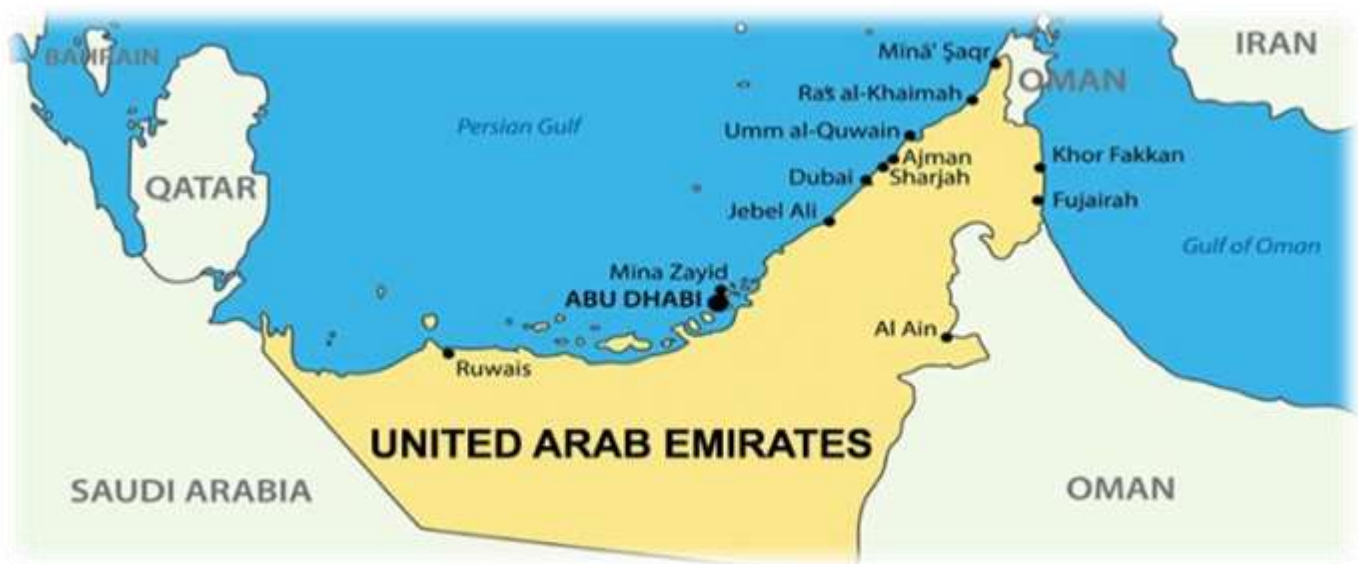 BAHRAIN
IRAN
Minā' Şaqr
OMAN
Ra's al-Khaimah
Persian Gulf
Umm al-Quwain
Ajman
Khor Fakkan
QATAR
Dubai
Sharjah
Fujairah
Jebel Ali
Gulf of Oman
Mina Zayid
ABU DHABI
Al Ain
Ruwais
UNITED ARAB EMIRATES
SAUDI ARABIA
OMAN